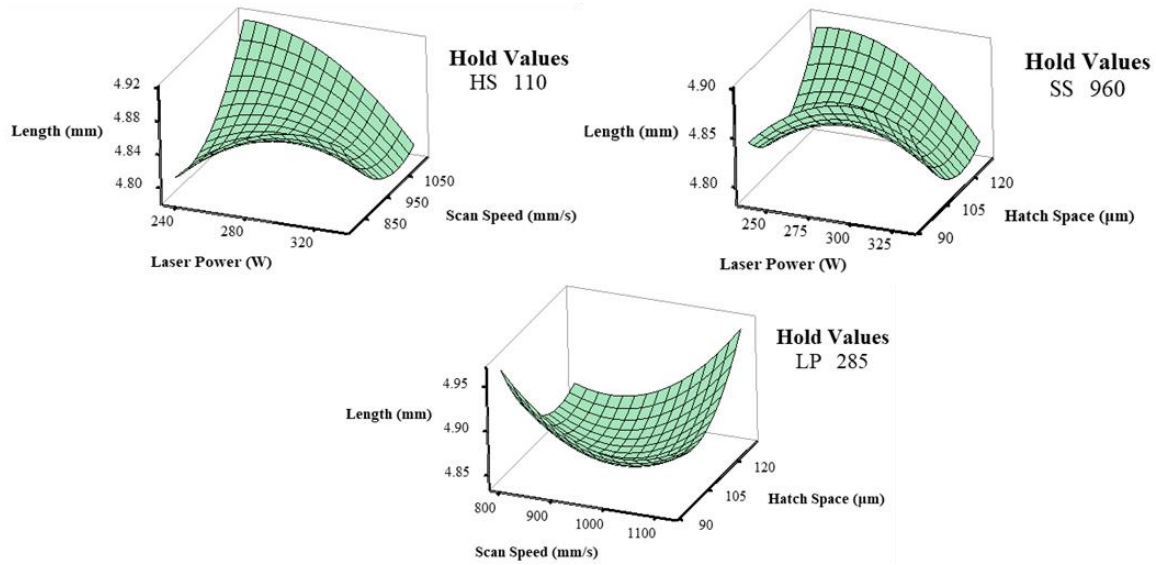 Hold Values
HS 110
4.92
4.88
Length (mm)
4.84
4.80
240
280
320
Laser Power (W)
850
950
1050
Scan Speed (mm/s)
Hold Values
SS 960
4.90
Length (mm)
4.85
4.80
250
275
300
325
Laser Power (W)
90
105
120
Hatch Space (μm)
Hold Values
LP 285
4.95
Length (mm)
4.90
4.85
800
900
1000
1100
Scan Speed (mm/s)
90
105
120
Hatch Space (μm)